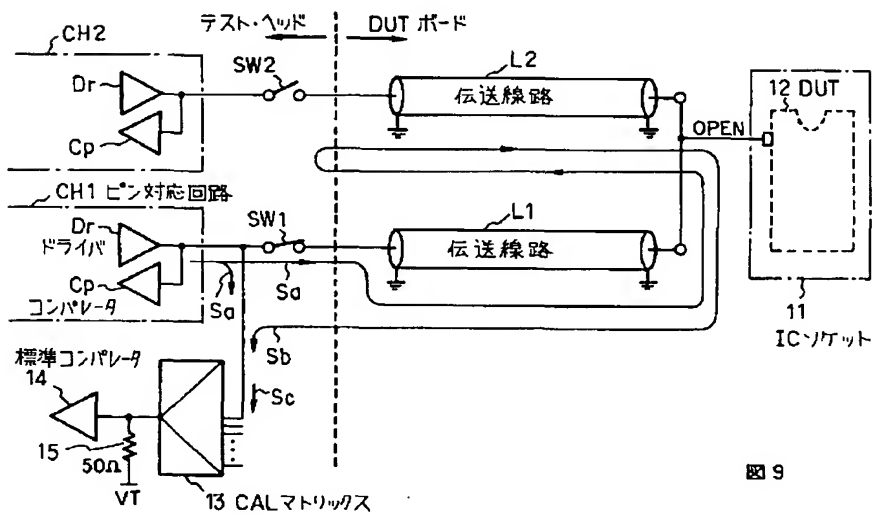 テスト・ヘッド
DUT ボード
CH2
Dr
Cp
SW2
L2
伝送線路
OPEN
12 DUT
CH1 ピン対応回路
Dr
ドライバ
Cp
コンパレータ
SW1
L1
伝送線路
Sa
Sa
11
ICソケット
Sb
Sc
標準コンパレータ
14
15
50Ω
VT
13 CALマトリックス
図9